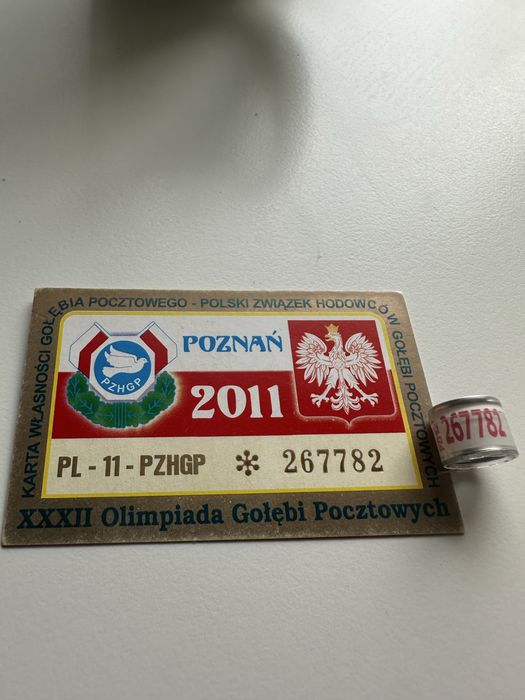 KARTA WŁASNOŚCI GOŁĘBIA POCZTOWEGO - POLSKI ZWIĄZEK HODOWCÓW GOŁĘBI POCZTOWYCH
PZHGP
POZNAŃ
2011
PL - 11 - PZHGP * 267782
XXXII Olimpiada Gołębi Pocztowych
267782